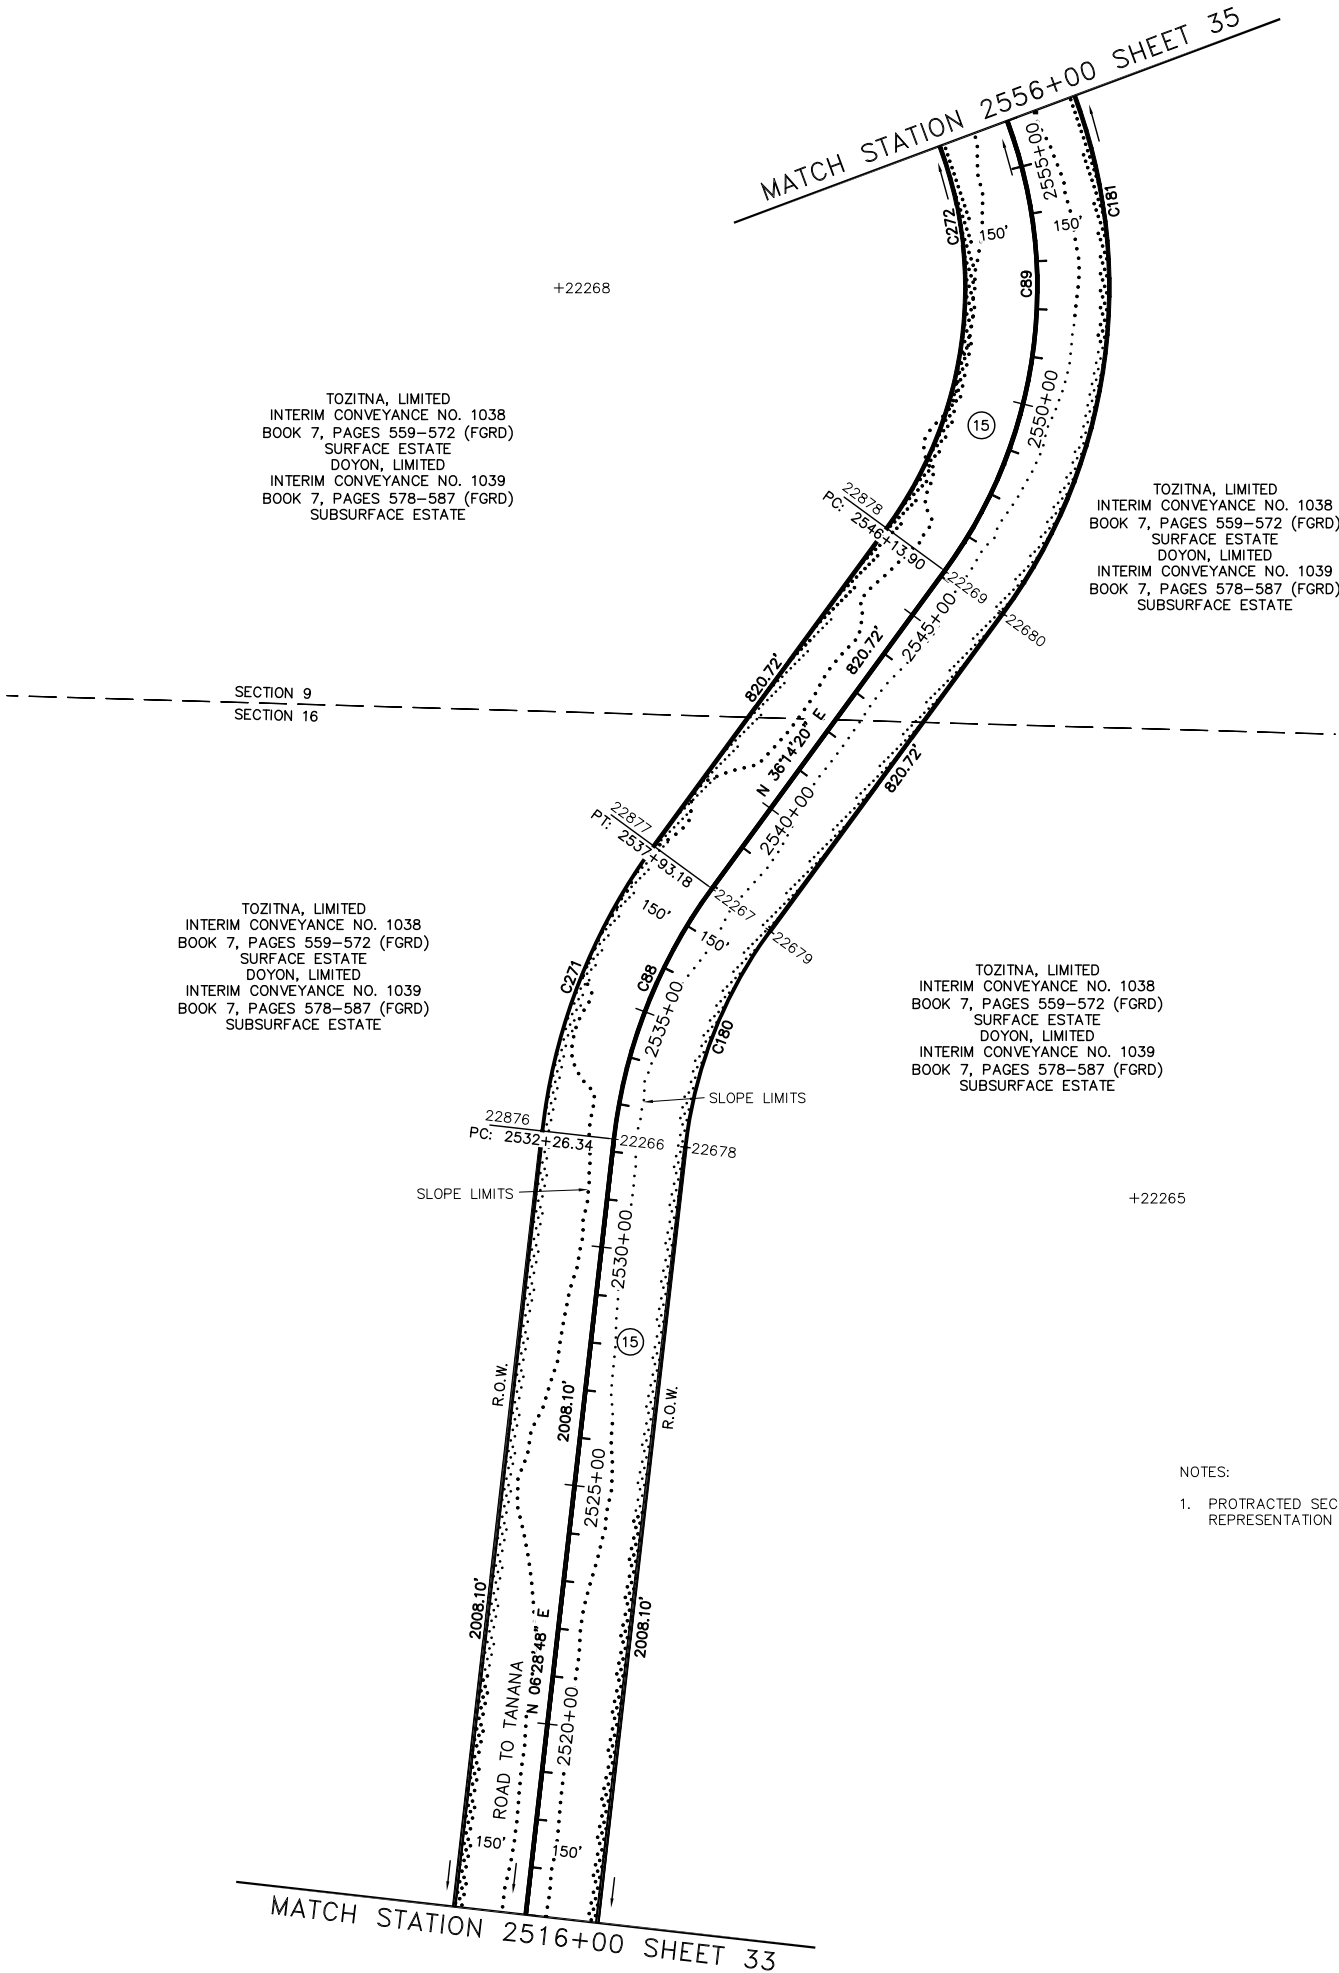 MATCH STATION 2556+00 SHEET 35
2555+00
C181
C272
150'
150'
C89
+22268
2550+00
15
TOZITNA, LIMITED
INTERIM CONVEYANCE NO. 1038
BOOK 7, PAGES 559-572 (FGRD)
SURFACE ESTATE
DOYON, LIMITED
INTERIM CONVEYANCE NO. 1039
BOOK 7, PAGES 578-587 (FGRD)
SUBSURFACE ESTATE
TOZITNA, LIMITED
INTERIM CONVEYANCE NO. 1038
BOOK 7, PAGES 559-572 (FGRD)
SURFACE ESTATE
DOYON, LIMITED
INTERIM CONVEYANCE NO. 1039
BOOK 7, PAGES 578-587 (FGRD)
SUBSURFACE ESTATE
22878
PC: 2546+13.90
22269
22680
2545+00
820.72'
820.72'
SECTION 9
SECTION 16
N 36°14'20" E
820.72'
2540+00
22877
PT: 2537+93.18
22267
22679
150'
150'
TOZITNA, LIMITED
INTERIM CONVEYANCE NO. 1038
BOOK 7, PAGES 559-572 (FGRD)
SURFACE ESTATE
DOYON, LIMITED
INTERIM CONVEYANCE NO. 1039
BOOK 7, PAGES 578-587 (FGRD)
SUBSURFACE ESTATE
C271
C88
2535+00
C180
TOZITNA, LIMITED
INTERIM CONVEYANCE NO. 1038
BOOK 7, PAGES 559-572 (FGRD)
SURFACE ESTATE
DOYON, LIMITED
INTERIM CONVEYANCE NO. 1039
BOOK 7, PAGES 578-587 (FGRD)
SUBSURFACE ESTATE
SLOPE LIMITS
22876
PC: 2532+26.34
22266
22678
SLOPE LIMITS
+22265
2530+00
15
R.O.W.
2008.10'
R.O.W.
2525+00
NOTES:
1. PROTRACTED SEC
REPRESENTATION
2008.10'
N 06°28'48" E
2008.10'
ROAD TO TANANA
2520+00
150'
150'
MATCH STATION 2516+00 SHEET 33